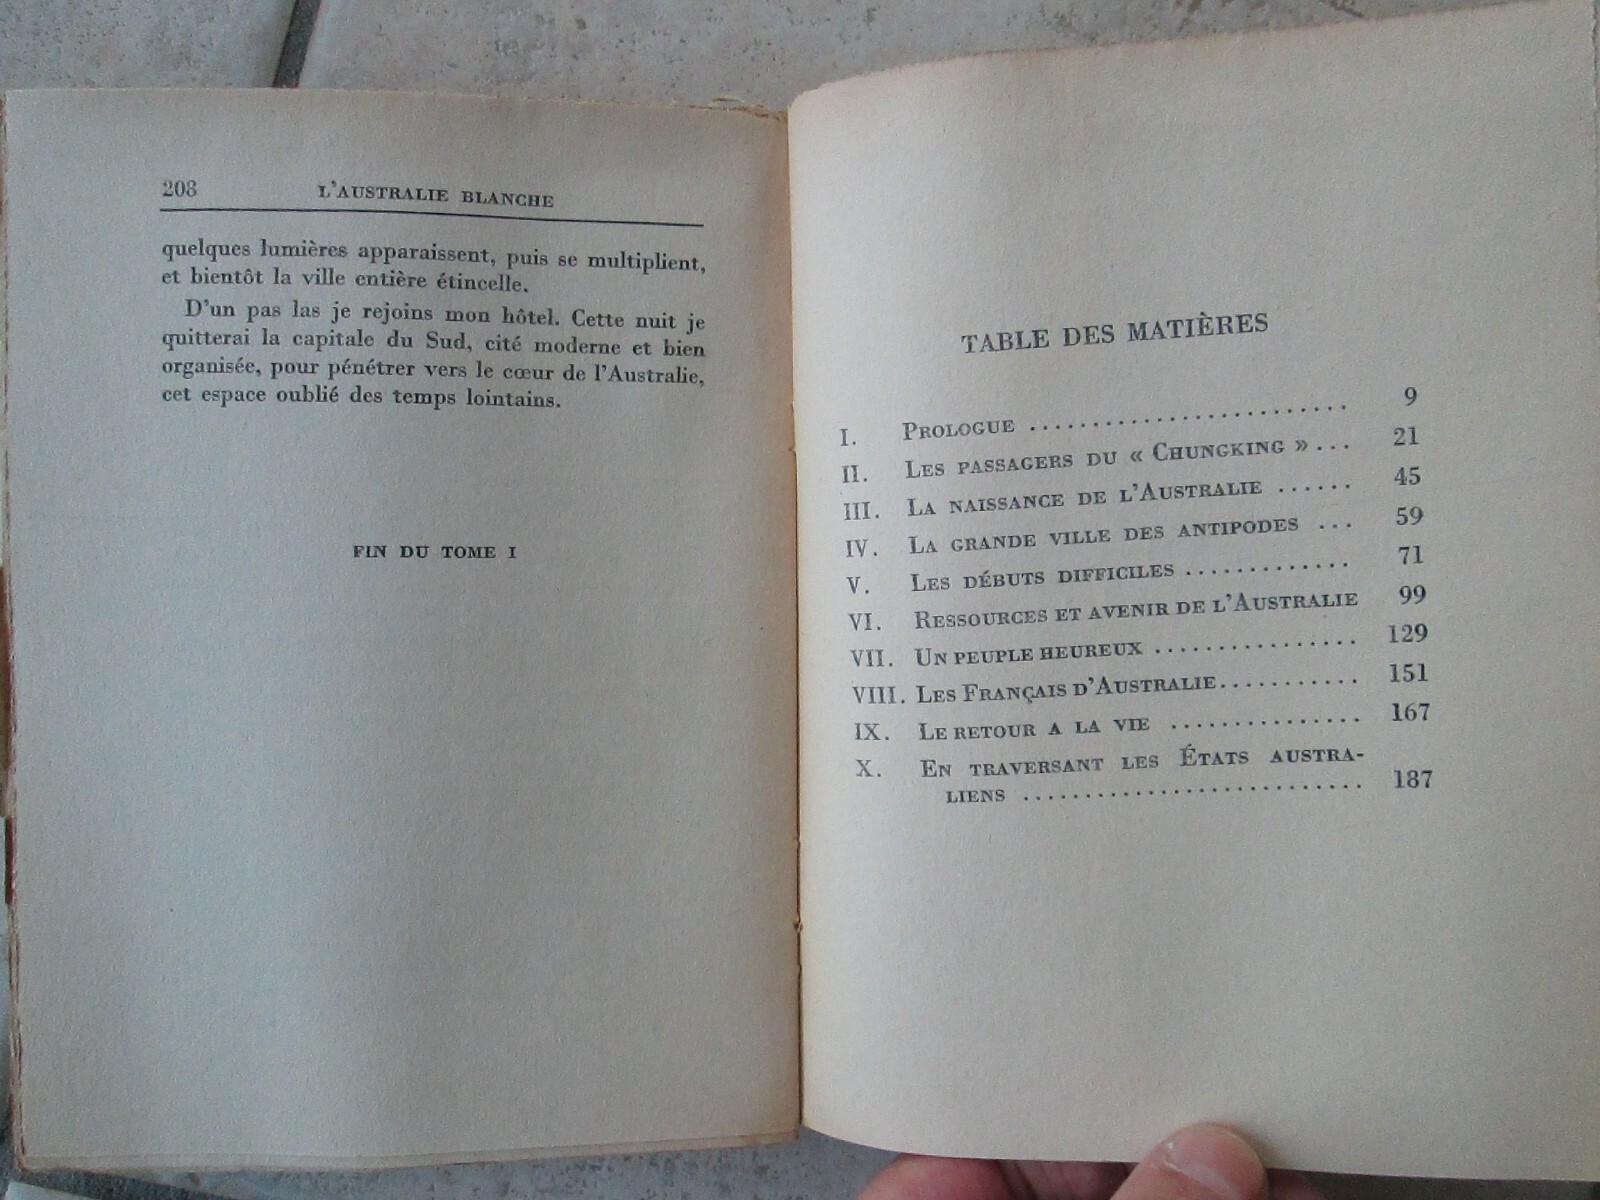 208 L'AUSTRALIE BLANCHE
quelques lumières apparaissent, puis se multiplient,
et bientôt la ville entière étincelle.
D'un pas las je rejoins mon hôtel. Cette nuit je
quitterai la capitale du Sud, cité moderne et bien
organisée, pour pénétrer vers le cœur de l'Australie,
cet espace oublié des temps lointains.
FIN DU TOME I
TABLE DES MATIÈRES
I. PROLOGUE .......................... 9
II. LES PASSAGERS DU « CHUNGKING » ... 21
III. LA NAISSANCE DE L'AUSTRALIE ...... 45
IV. LA GRANDE VILLE DES ANTIPODES ... 59
V. LES DÉBUTS DIFFICILES ............. 71
VI. RESSOURCES ET AVENIR DE L'AUSTRALIE 99
VII. UN PEUPLE HEUREUX ................ 129
VIII. LES FRANÇAIS D'AUSTRALIE........... 151
IX. LE RETOUR A LA VIE ............... 167
X. EN TRAVERSANT LES ÉTATS AUSTRA-
LIENS ............................ 187